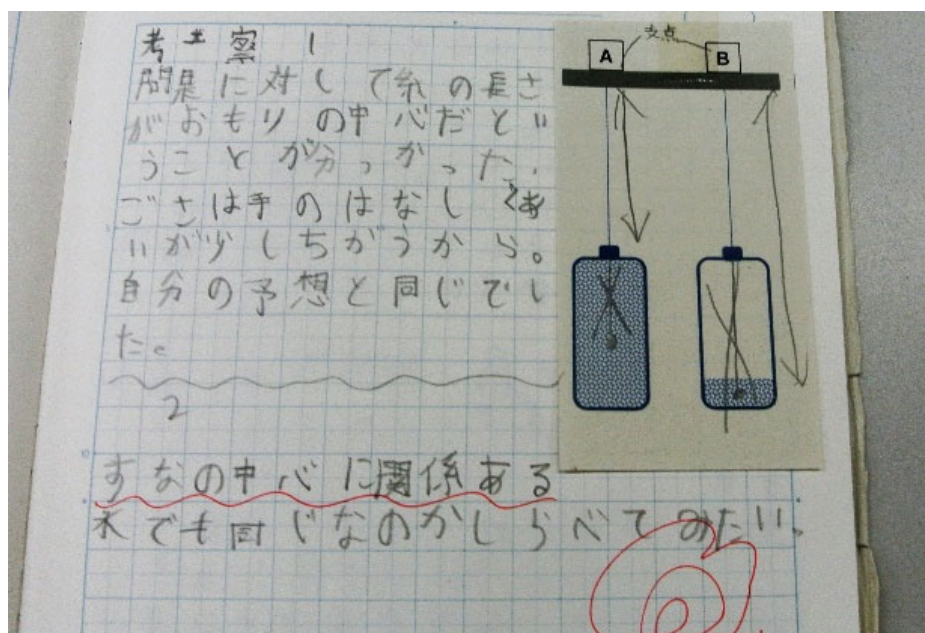 考察 1
問題に対して糸の長さ
がおもりの中心だとい
うことが分っかった。
ごさは手のはなしぐあ
いが少しちがうから。
自分の予想と同じでし
た。
2
すなの中心に関係ある
水でも同じなのかしらべてみたい。
支点
A
B